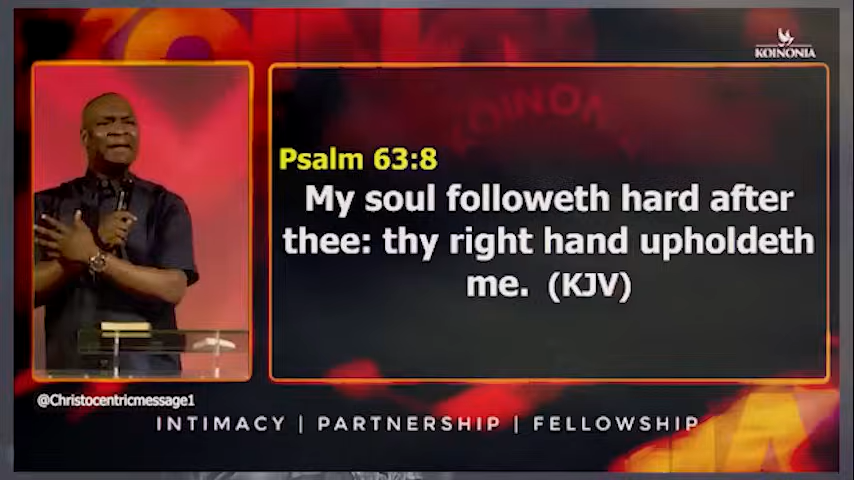 KOINONIA
KOINONIA
Psalm 63:8
My soul followeth hard after
thee: thy right hand upholdeth
me. (KJV)
@Christocentricmessage1
INTIMACY | PARTNERSHIP | FELLOWSHIP